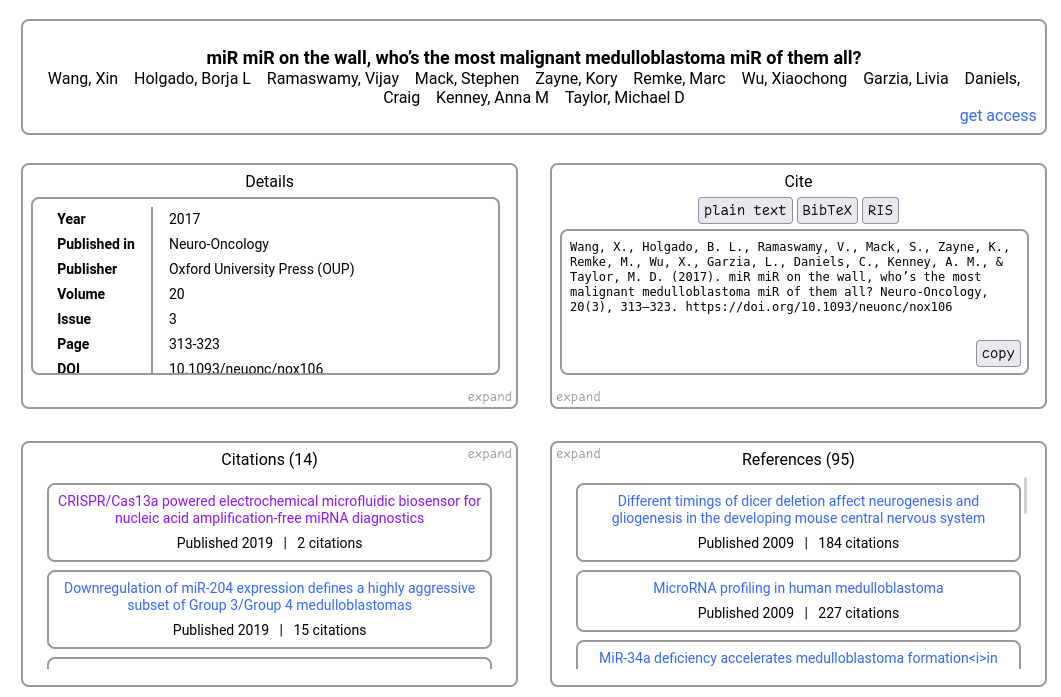 miR miR on the wall, who’s the most malignant medulloblastoma miR of them all?
Wang, Xin Holgado, Borja L Ramaswamy, Vijay Mack, Stephen Zayne, Kory Remke, Marc Wu, Xiaochong Garzia, Livia Daniels,
Craig Kenney, Anna M Taylor, Michael D
get access
Details
Year 2017
Published in Neuro-Oncology
Publisher Oxford University Press (OUP)
Volume 20
Issue 3
Page 313-323
DOI 10.1093/neuonc/nox106
expand
Cite
plain text BibTeX RIS
Wang, X., Holgado, B. L., Ramaswamy, V., Mack, S., Zayne, K.,
Remke, M., Wu, X., Garzia, L., Daniels, C., Kenney, A. M., &
Taylor, M. D. (2017). miR miR on the wall, who’s the most
malignant medulloblastoma miR of them all? Neuro-Oncology,
20(3), 313–323. https://doi.org/10.1093/neuonc/nox106
copy
expand
Citations (14)
expand
CRISPR/Cas13a powered electrochemical microfluidic biosensor for
nucleic acid amplification-free miRNA diagnostics
Published 2019 | 2 citations
Downregulation of miR-204 expression defines a highly aggressive
subset of Group 3/Group 4 medulloblastomas
Published 2019 | 15 citations
expand
References (95)
Different timings of dicer deletion affect neurogenesis and
gliogenesis in the developing mouse central nervous system
Published 2009 | 184 citations
MicroRNA profiling in human medulloblastoma
Published 2009 | 227 citations
MiR-34a deficiency accelerates medulloblastoma formation<i>in